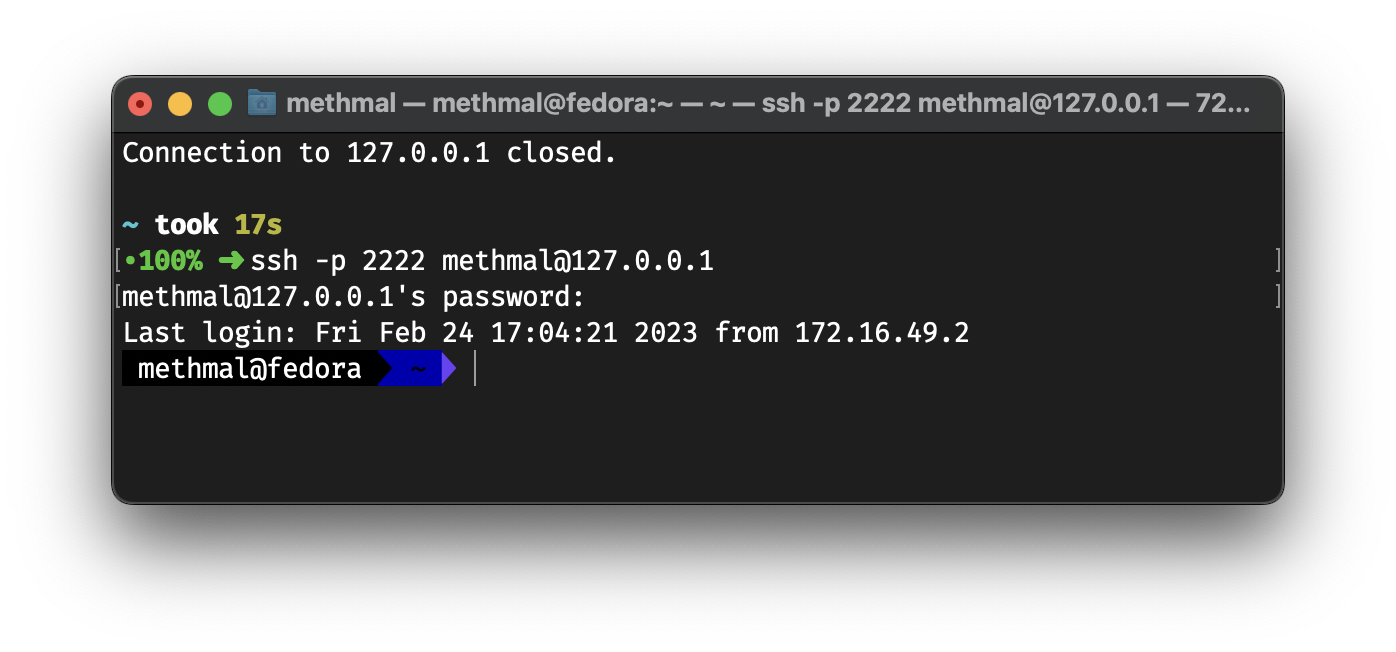 methmal — methmal@fedora:~ — ~ — ssh -p 2222 methmal@127.0.0.1 — 72...
Connection to 127.0.0.1 closed.
~ took 17s
[•100% ➜ ssh -p 2222 methmal@127.0.0.1 ]
[methmal@127.0.0.1's password: ]
Last login: Fri Feb 24 17:04:21 2023 from 172.16.49.2
methmal@fedora ~